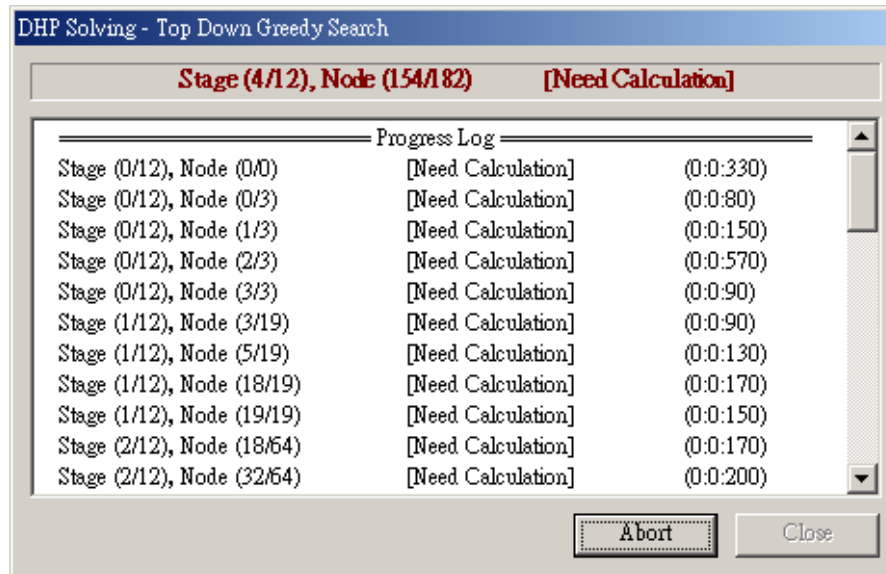 DHP Solving - Top Down Greedy Search
Stage (4/12), Node (154/182) [Need Calculation]
Progress Log
Stage (0/12), Node (0/0) [Need Calculation] (0:0:330)
Stage (0/12), Node (0/3) [Need Calculation] (0:0:80)
Stage (0/12), Node (1/3) [Need Calculation] (0:0:150)
Stage (0/12), Node (2/3) [Need Calculation] (0:0:570)
Stage (0/12), Node (3/3) [Need Calculation] (0:0:90)
Stage (1/12), Node (3/19) [Need Calculation] (0:0:90)
Stage (1/12), Node (5/19) [Need Calculation] (0:0:130)
Stage (1/12), Node (18/19) [Need Calculation] (0:0:170)
Stage (1/12), Node (19/19) [Need Calculation] (0:0:150)
Stage (2/12), Node (18/64) [Need Calculation] (0:0:170)
Stage (2/12), Node (32/64) [Need Calculation] (0:0:200)
Abort Close